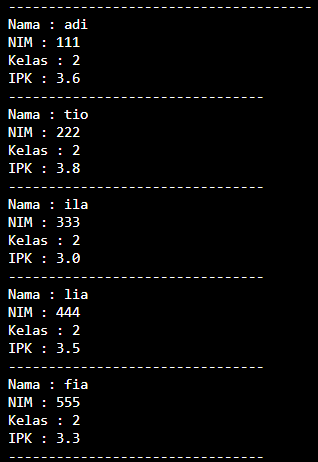 --------------------------------------
Nama : adi
NIM : 111
Kelas : 2
IPK : 3.6
--------------------------------
Nama : tio
NIM : 222
Kelas : 2
IPK : 3.8
--------------------------------
Nama : ila
NIM : 333
Kelas : 2
IPK : 3.0
--------------------------------
Nama : lia
NIM : 444
Kelas : 2
IPK : 3.5
--------------------------------
Nama : fia
NIM : 555
Kelas : 2
IPK : 3.3
--------------------------------